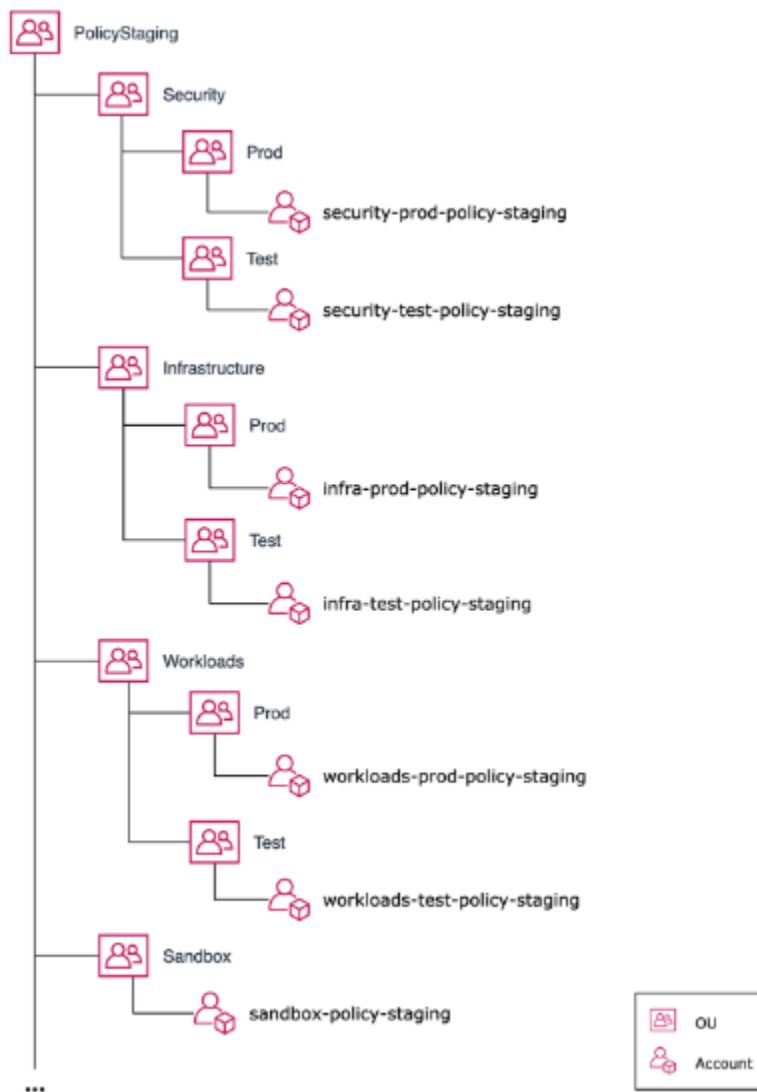 PolicyStaging
Security
Prod
security-prod-policy-staging
Test
security-test-policy-staging
Infrastructure
Prod
infra-prod-policy-staging
Test
infra-test-policy-staging
Workloads
Prod
workloads-prod-policy-staging
Test
workloads-test-policy-staging
Sandbox
sandbox-policy-staging
OU
Account
...